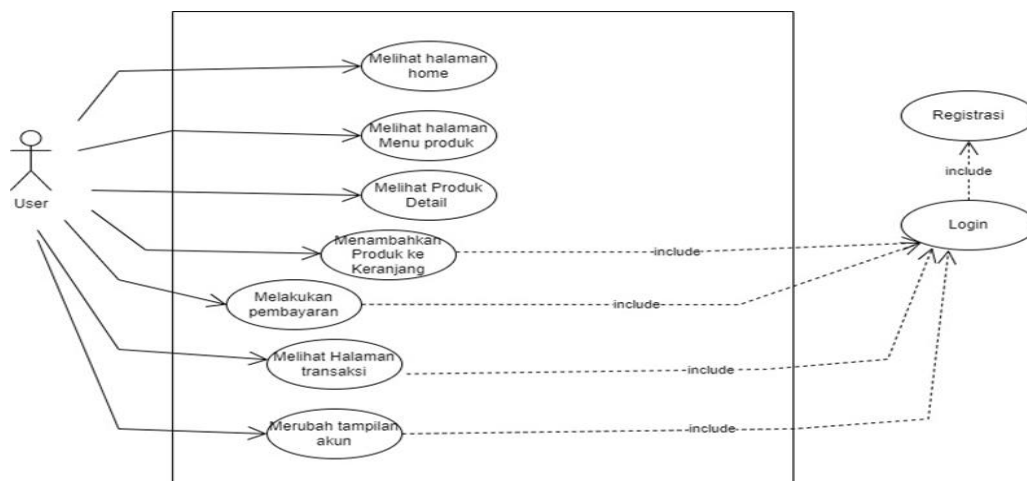 Melihat halaman
home
Melihat halaman
Menu produk
Registrasi
include
User
Melihat Produk
Detail
Login
Menambahkan
Produk ke
Keranjang
include
Melakukan
pembayaran
include
Melihat Halaman
transaksi
include
Merubah tampilan
akun
include